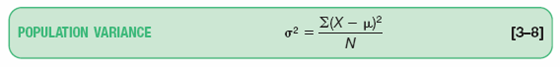 POPULATION VARIANCE σ² = Σ(X − μ)² / N [3–8]